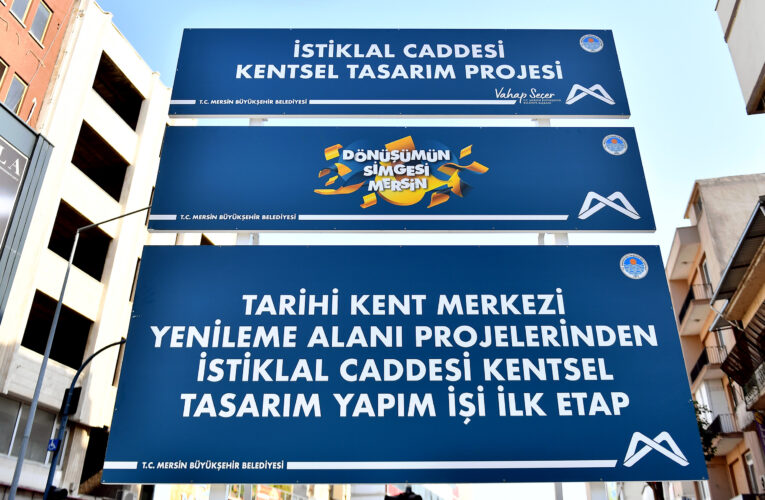 İSTİKLAL CADDESİ
KENTSEL TASARIM PROJESİ
Vahap Seçer
T.C. MERSİN BÜYÜKŞEHİR BELEDİYESİ
DÖNÜŞÜMÜN
SİMGESİ
MERSİN
T.C. MERSİN BÜYÜKŞEHİR BELEDİYESİ
TARİHİ KENT MERKEZİ
YENİLEME ALANI PROJELERİNDEN
İSTİKLAL CADDESİ KENTSEL
TASARIM YAPIM İŞİ İLK ETAP
T.C. MERSİN BÜYÜKŞEHİR BELEDİYESİ